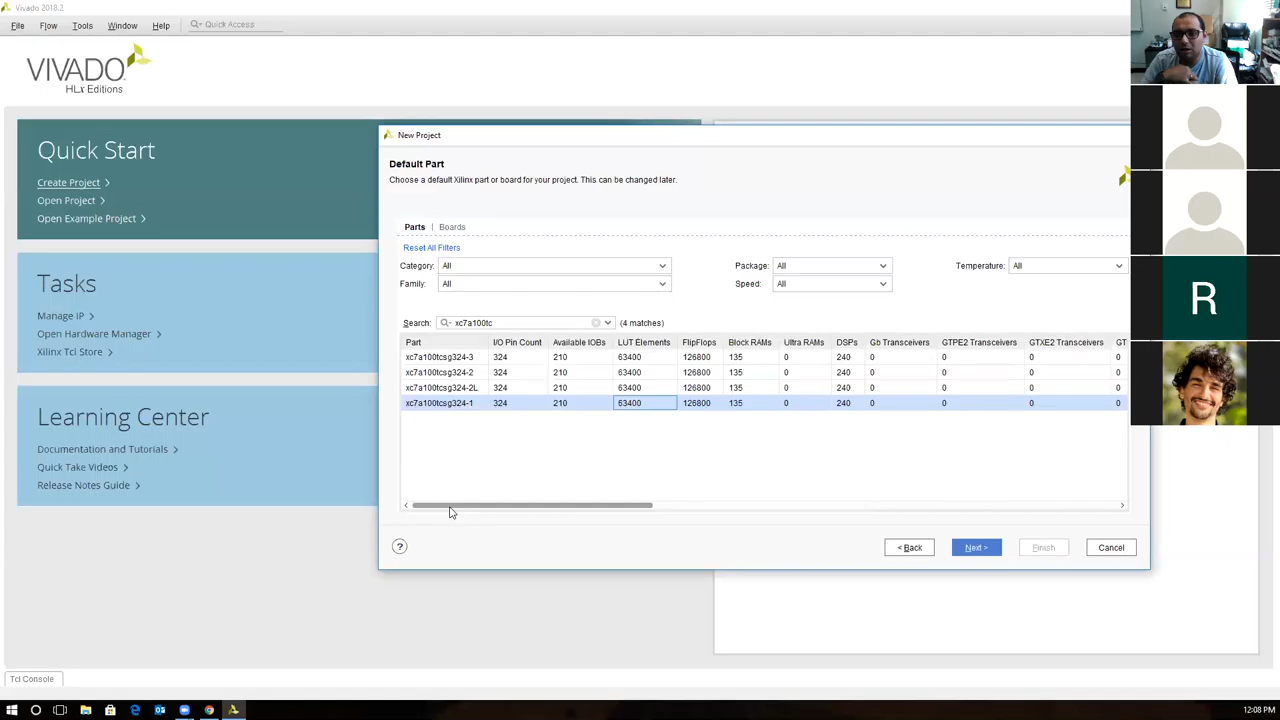 Vivado 2018.2
File Flow Tools Window Help Quick Access
VIVADO
HLx Editions
Quick Start
Create Project
Open Project
Open Example Project
Tasks
Manage IP
Open Hardware Manager
Xilinx Tcl Store
Learning Center
Documentation and Tutorials
Quick Take Videos
Release Notes Guide
New Project
Default Part
Choose a default Xilinx part or board for your project. This can be changed later.
Parts | Boards
Reset All Filters
Category: All Package: All Temperature: All
Family: All Speed: All
Search: xc7a100tc (4 matches)
Part I/O Pin Count Available IOBs LUT Elements FlipFlops Block RAMs Ultra RAMs DSPs Gb Transceivers GTPE2 Transceivers GTXE2 Transceivers GT
xc7a100tcsg324-3 324 210 63400 126800 135 0 240 0 0 0 0
xc7a100tcsg324-2 324 210 63400 126800 135 0 240 0 0 0 0
xc7a100tcsg324-2L 324 210 63400 126800 135 0 240 0 0 0 0
xc7a100tcsg324-1 324 210 63400 126800 135 0 240 0 0 0 0
? < Back Next > Finish Cancel
R
Tcl Console
12:08 PM